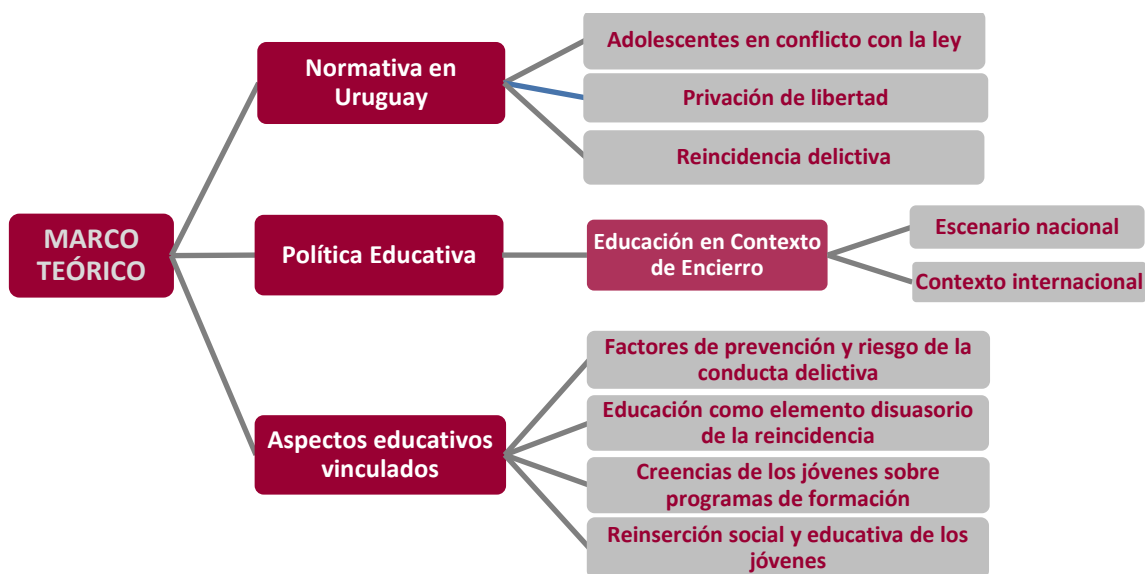 MARCO
TEÓRICO
Normativa en
Uruguay
Adolescentes en conflicto con la ley
Privación de libertad
Reincidencia delictiva
Política Educativa
Educación en Contexto
de Encierro
Escenario nacional
Contexto internacional
Aspectos educativos
vinculados
Factores de prevención y riesgo de la
conducta delictiva
Educación como elemento disuasorio
de la reincidencia
Creencias de los jóvenes sobre
programas de formación
Reinserción social y educativa de los
jóvenes